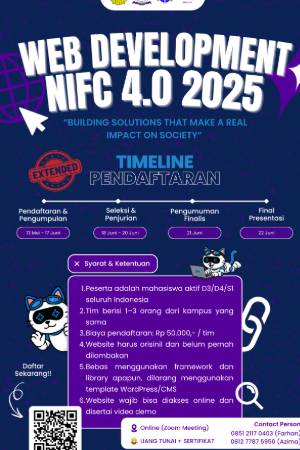 WEB DEVELOPMENT
NIFC 4.0 2025
"BUILDING SOLUTIONS THAT MAKE A REAL
IMPACT ON SOCIETY"
EXTENDED
TIMELINE
PENDAFTARAN
Pendaftaran &
Pengumpulan
Seleksi &
Penjurian
Pengumuman
Finalis
Final
Presentasi
12 Mei - 17 Juni
18 Juni - 20 Juni
21 Juni
22 Juni
× Syarat & Ketentuan
1.Peserta adalah mahasiswa aktif D3/D4/S1
seluruh Indonesia
2.Tim berisi 1-3 orang dari kampus yang
sama
3.Biaya pendaftaran: Rp 50.000,- / tim
4.Website harus orisinil dan belum pernah
dilombakan
5.Bebas menggunakan framework dan
library apapun, dilarang menggunakan
template WordPress/CMS
6.Website wajib bisa diakses online dan
disertai video demo
Daftar
Sekarang!!
Online (Zoom Meeting)
UANG TUNAI + SERTIFIKAT
Contact Person
0851 2117 0403 (Farhan)
0812 7787 5950 (Azima)